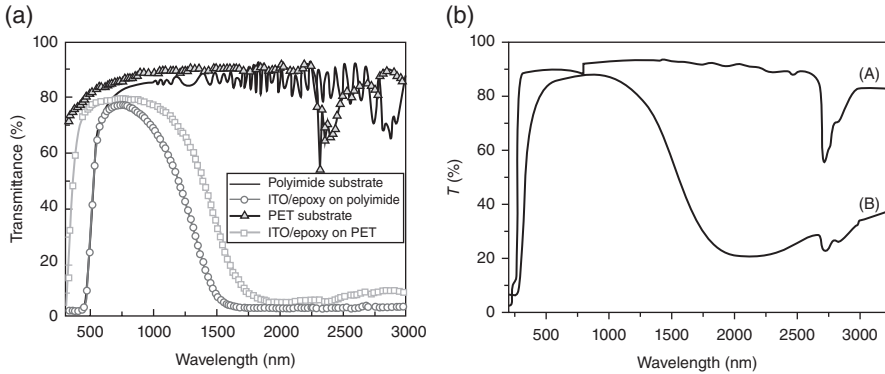 (a)
100
80
60
40
20
0
Transmittance (%)
500
1000
1500
2000
2500
3000
Wavelength (nm)
Polyimide substrate
ITO/epoxy on polyimide
PET substrate
ITO/epoxy on PET
(b)
100
80
60
40
20
0
T (%)
500
1000
1500
2000
2500
3000
Wavelength (nm)
(A)
(B)